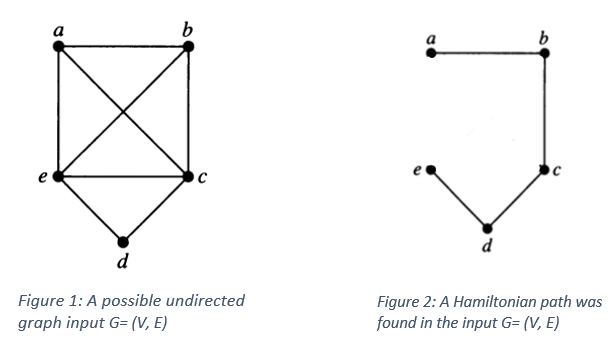 a
b
e
c
d
Figure 1: A possible undirected
graph input G= (V, E)
a
b
e
c
d
Figure 2: A Hamiltonian path was
found in the input G= (V, E)